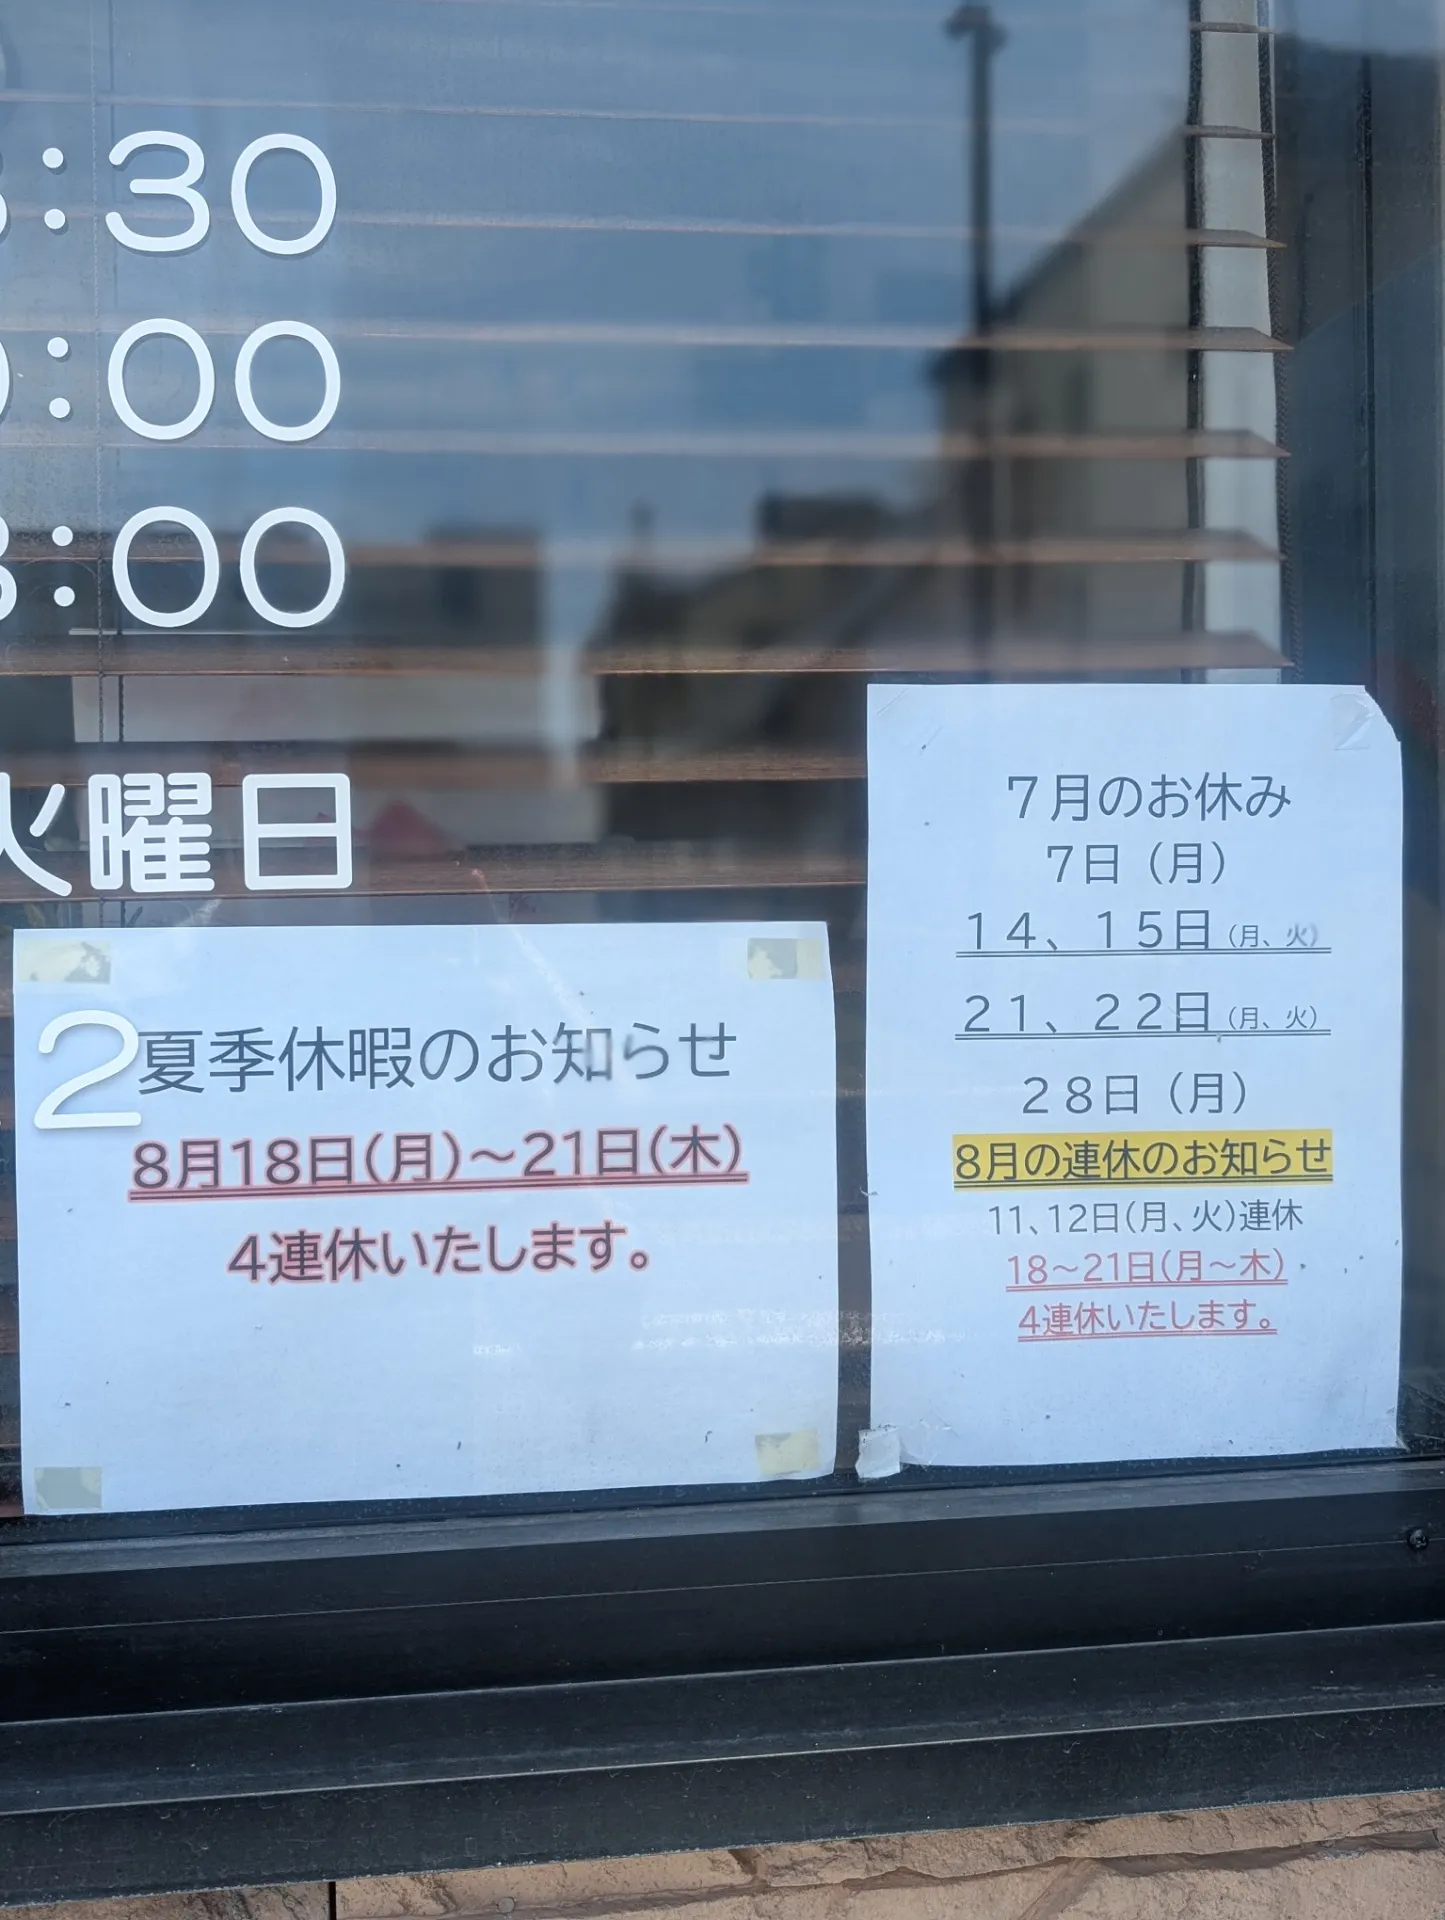 :30
:00
:00
火曜日
2
夏季休暇のお知らせ
8月18日(月)～21日(木)
4連休いたします。
7月のお休み
7日（月）
14、15日（月、火）
21、22日（月、火）
28日（月）
8月の連休のお知らせ
11、12日(月、火)連休
18～21日(月～木)
4連休いたします。